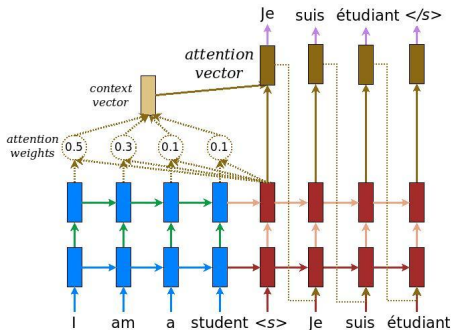 Je suis étudiant </s>
attention
vector
context
vector
attention
weights
0.5 0.3 0.1 0.1
I am a student <s> Je suis étudiant